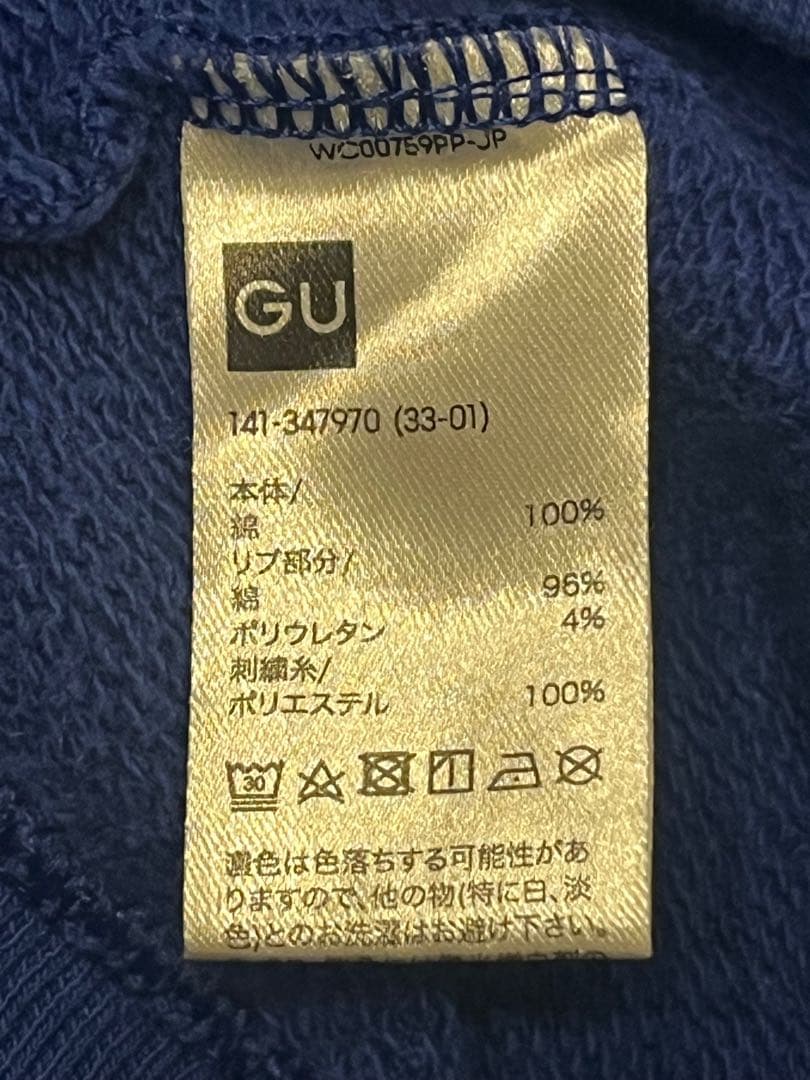 WC00759PP-JP
GU
141-347970 (33-01)
本体/
綿 100%
リブ部分/
綿 96%
ポリウレタン 4%
刺繍糸/
ポリエステル 100%
30
濃色は色落ちする可能性があ
りますので、他の物(特に白、淡
色)とのお洗濯はお避け下さい。